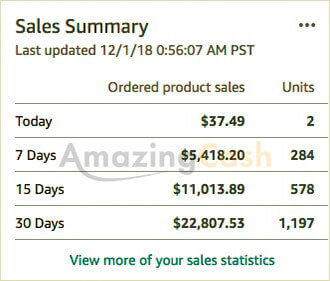 Sales Summary
Last updated 12/1/18 0:56:07 AM PST
Ordered product sales Units
Today $37.49 2
7 Days $5,418.20 284
AmazingCash
15 Days $11,013.89 578
30 Days $22,807.53 1,197
View more of your sales statistics